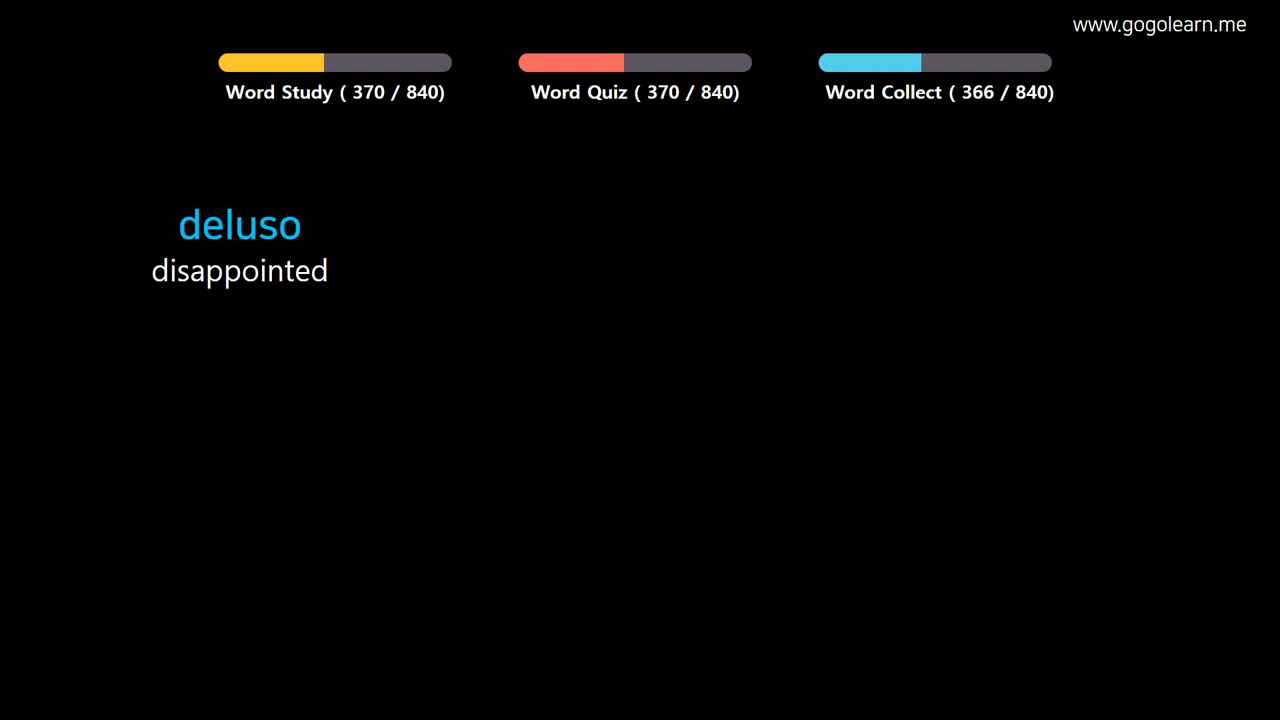 www.gogolearn.me
Word Study ( 370 / 840)
Word Quiz ( 370 / 840)
Word Collect ( 366 / 840)
deluso
disappointed